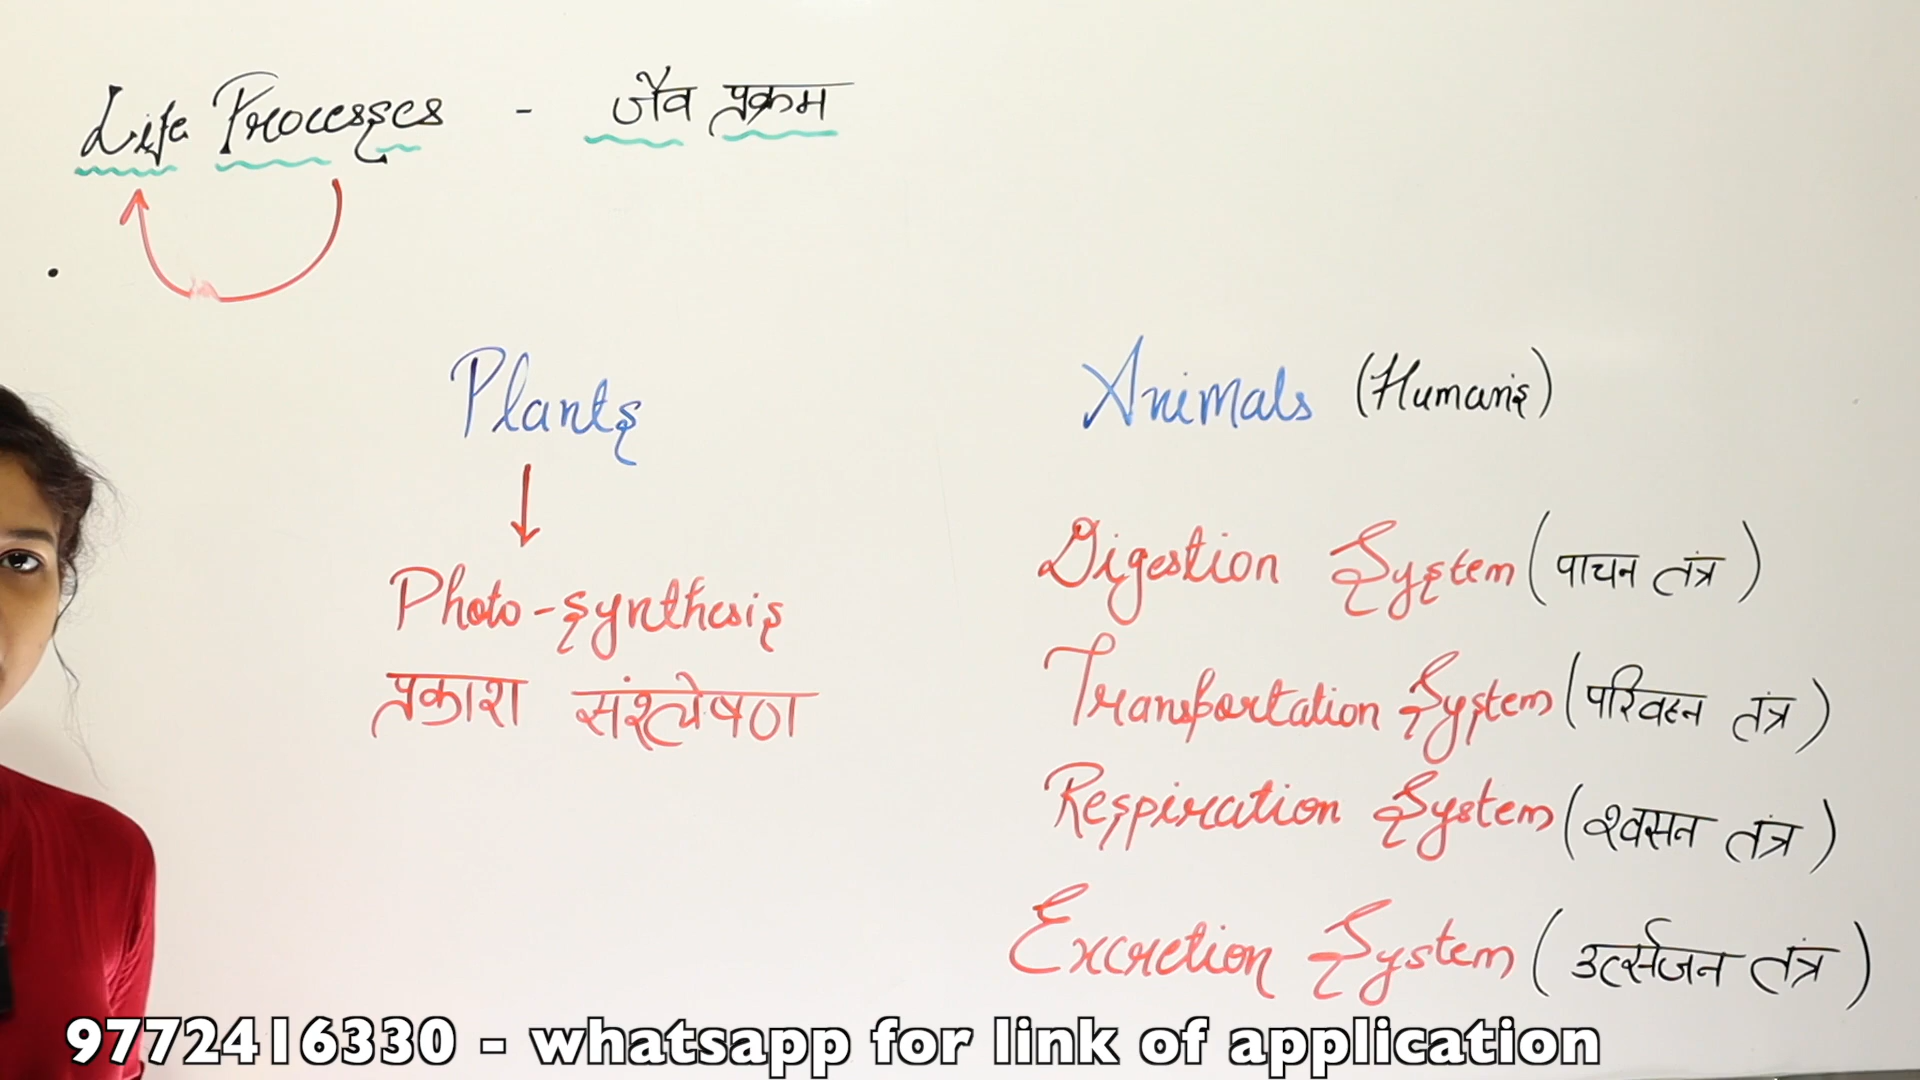 Life Processes - जैव प्रक्रम
Plants
Animals (Humans)
Photo-synthesis
प्रकाश संश्लेषण
Digestion System (पाचन तंत्र)
Transportation System (परिवहन तंत्र)
Respiration System (श्वसन तंत्र)
Excretion System (उत्सर्जन तंत्र)
9772416330 - whatsapp for link of application